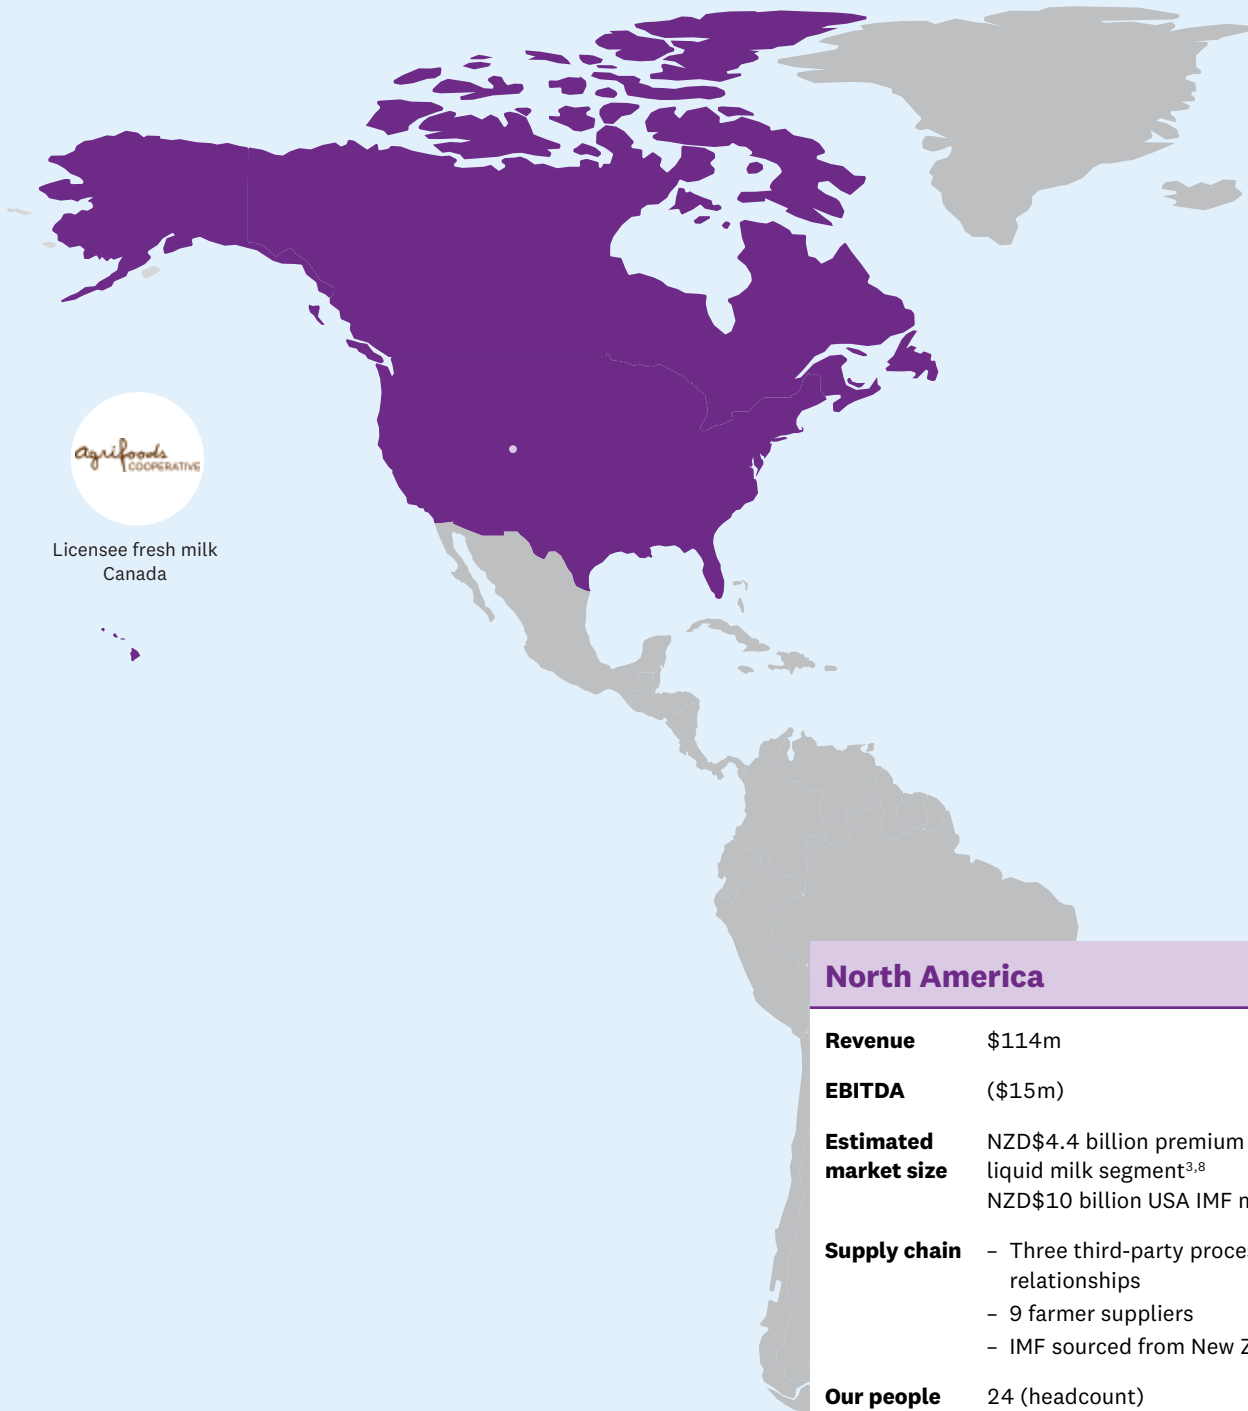 agrifoods
COOPERATIVE
Licensee fresh milk
Canada
North America
Revenue $114m
EBITDA ($15m)
Estimated NZD$4.4 billion premium
market size liquid milk segment3,8
NZD$10 billion USA IMF
Supply chain – Three third-party
relationships
– 9 farmer suppliers
– IMF sourced from New
Our people 24 (headcount)